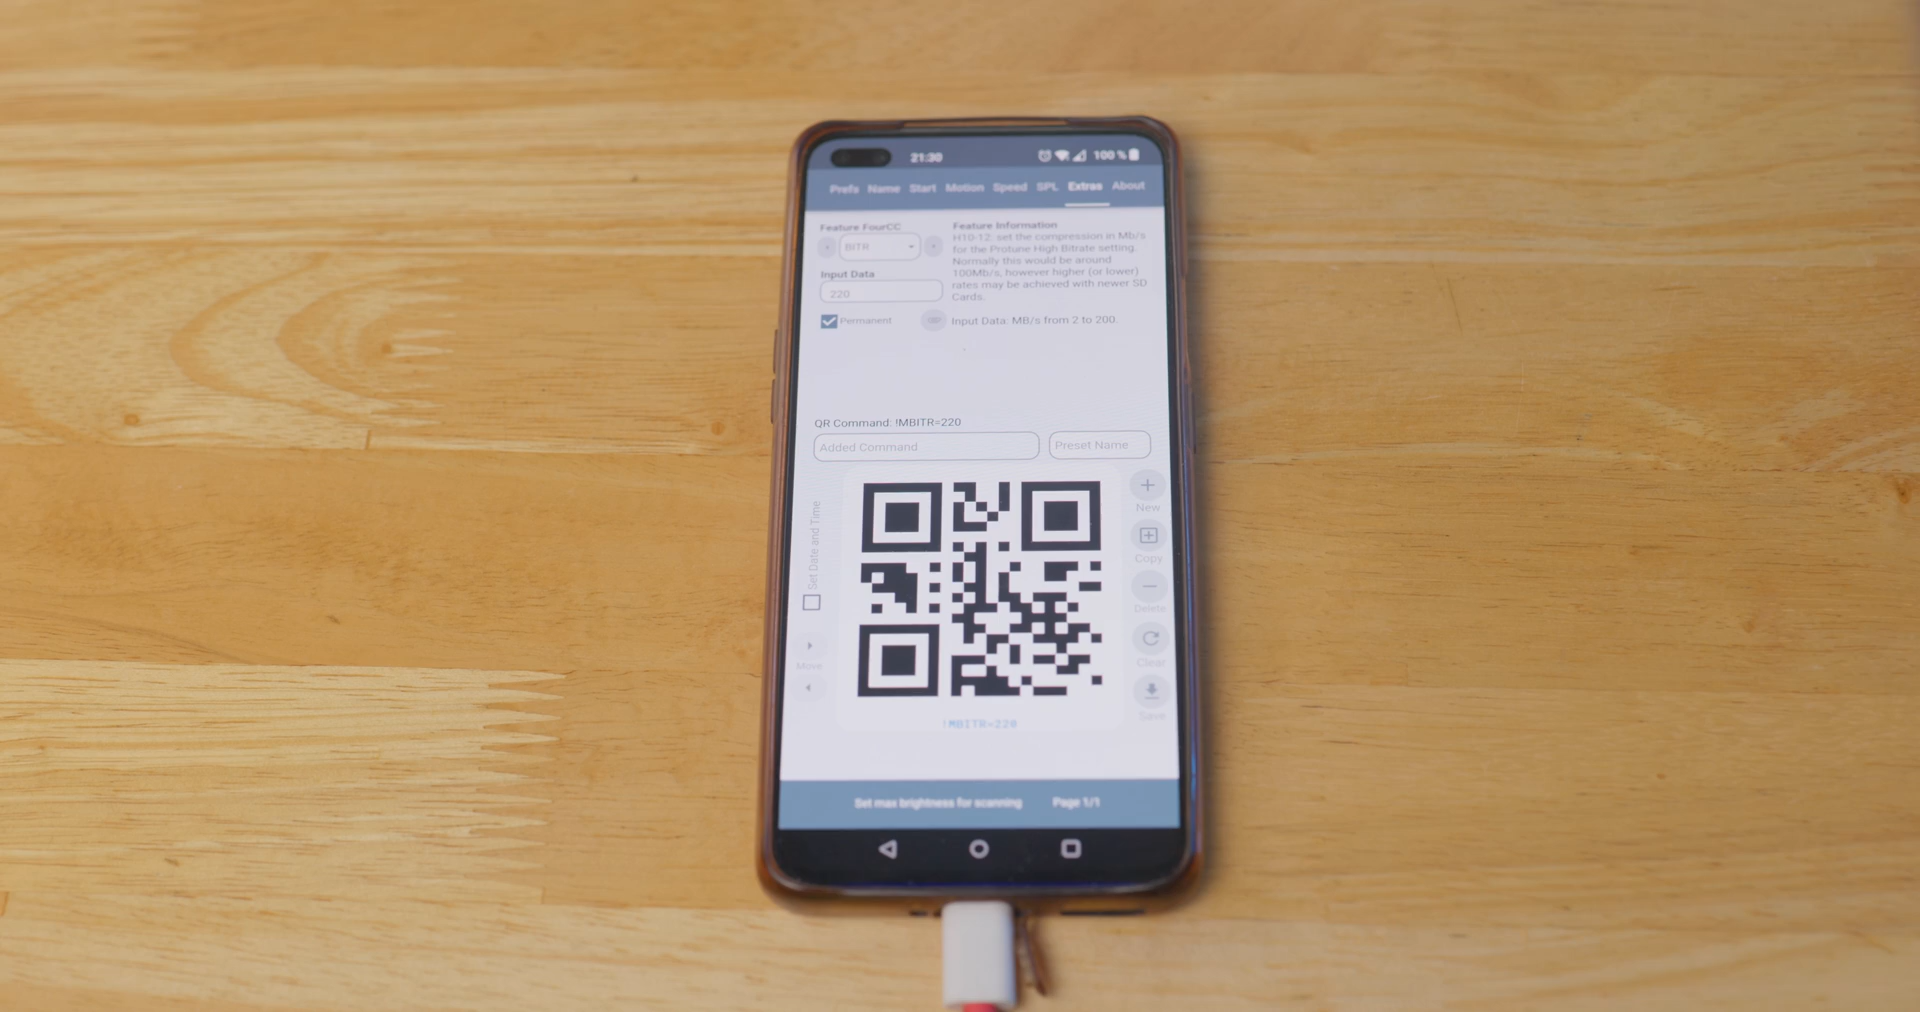 21:30
100 %
Prefs Name Start Motion Speed SPL Extras About
Feature FourCC
BITR
Input Data
220
Permanent
Feature Information
H10-12: set the compression in Mb/s
for the Protune High Bitrate setting.
Normally this would be around
100Mb/s, however higher (or lower)
rates may be achieved with newer SD
Cards.
Input Data: MB/s from 2 to 200.
QR Command: !MBITR=220
Added Command
Preset Name
Set Date and Time
Move
New
Copy
Delete
Clear
Save
!MBITR=220
Set max brightness for scanning
Page 1/1